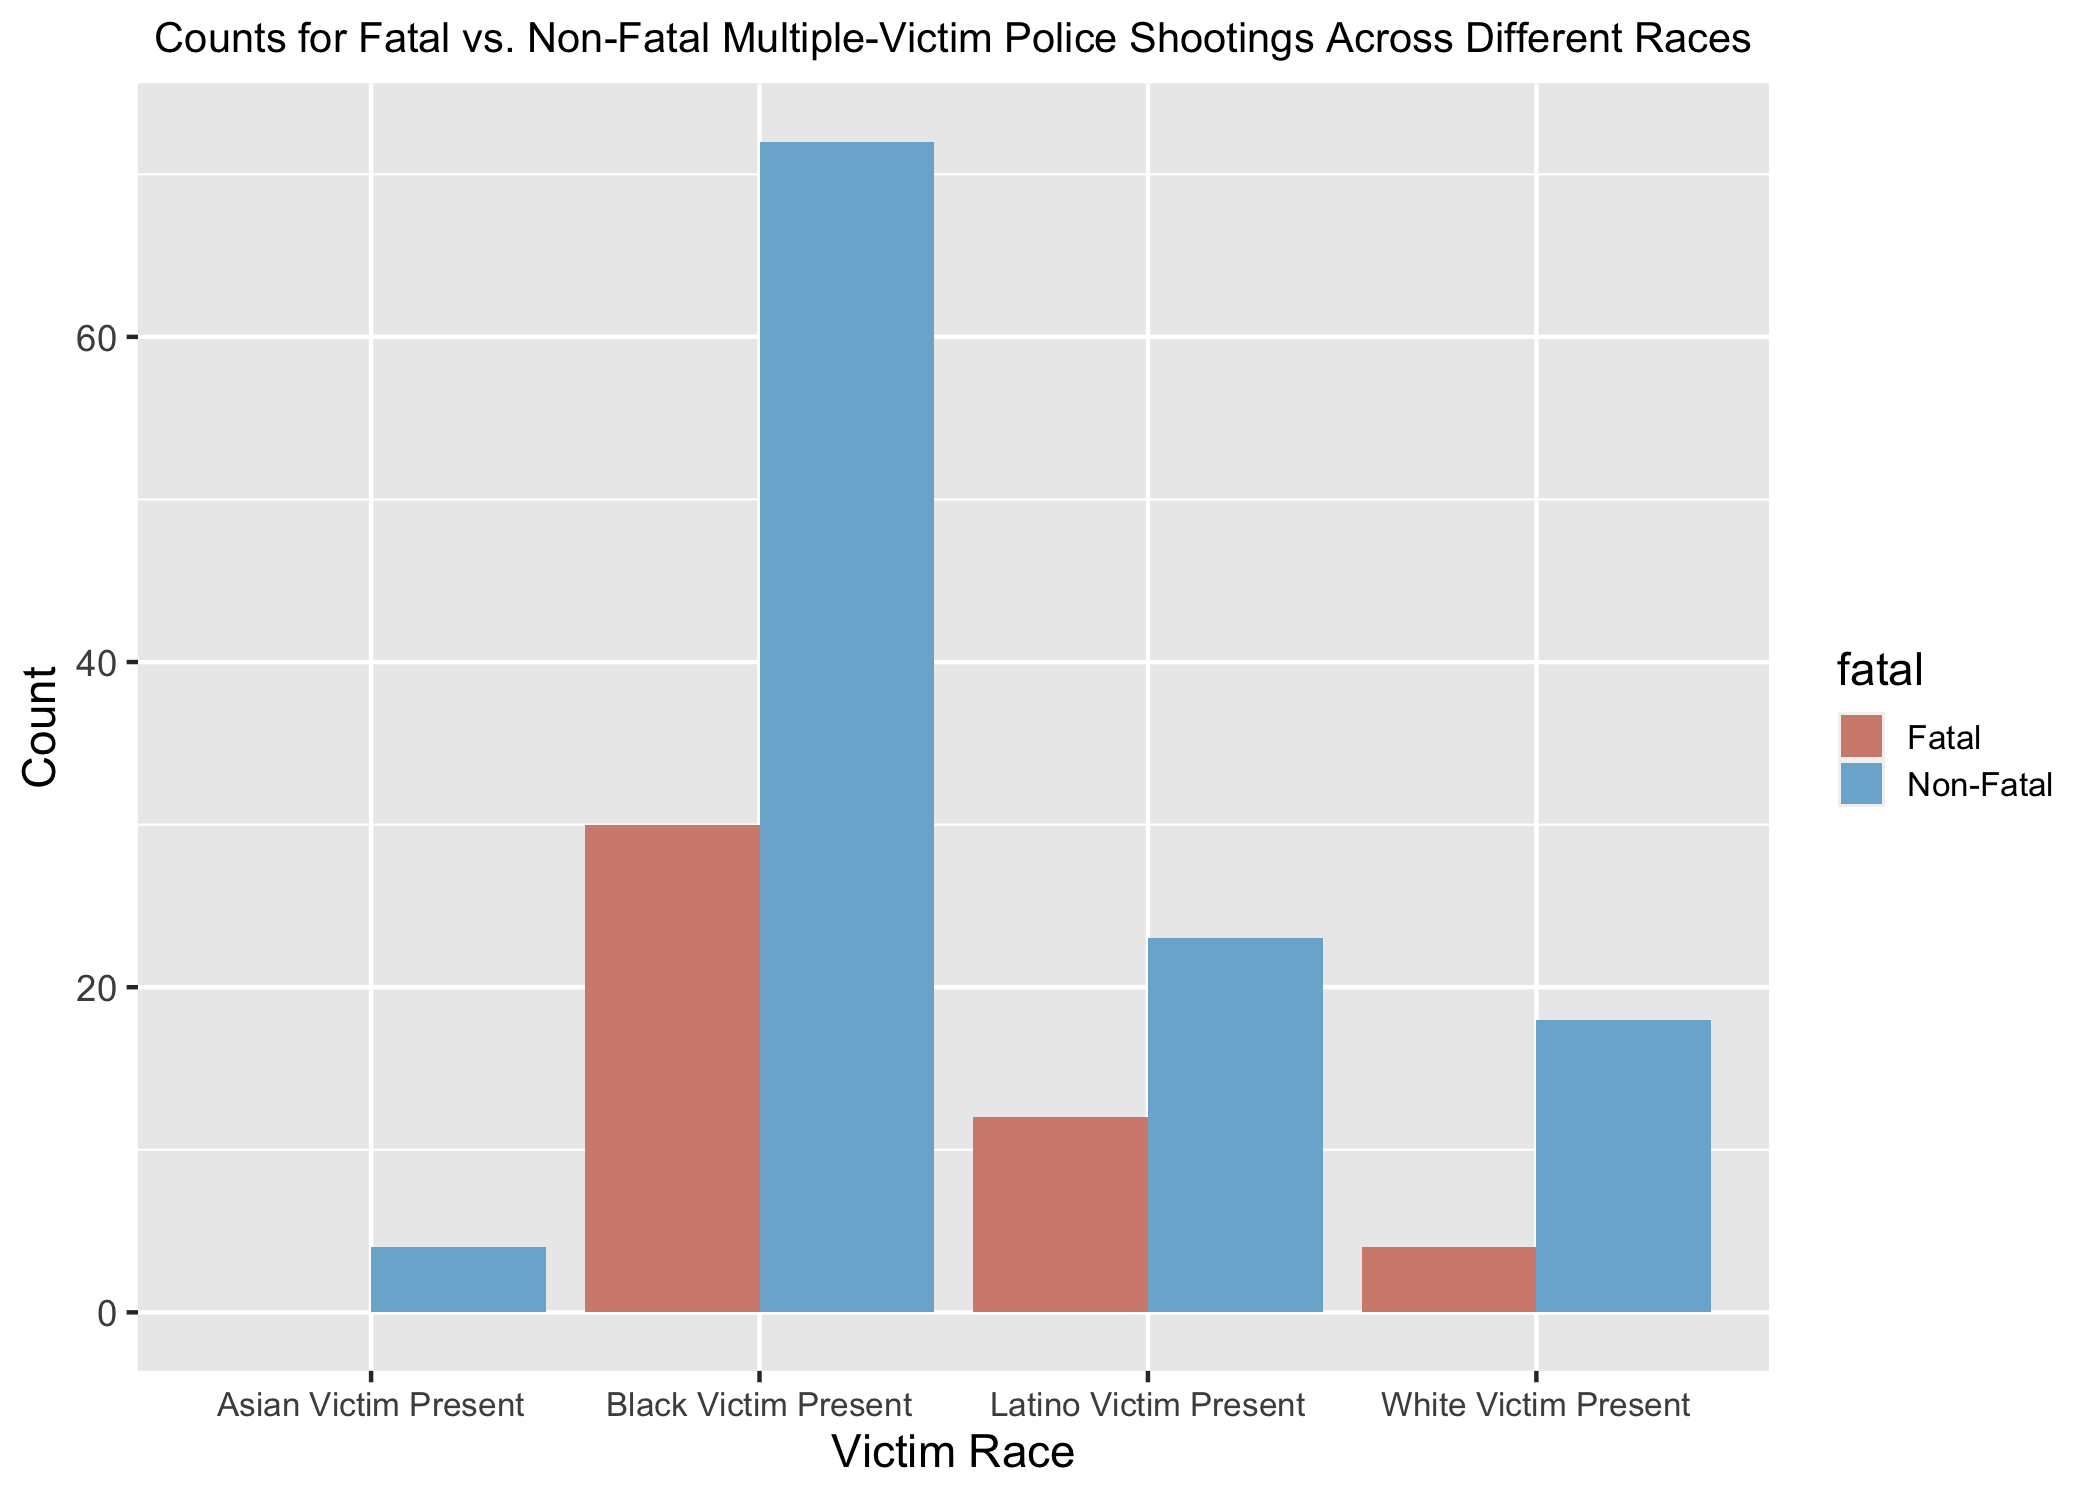 Counts for Fatal vs. Non-Fatal Multiple-Victim Police Shootings Across Different Races
Count
60
40
20
0
Asian Victim Present
Black Victim Present
Latino Victim Present
White Victim Present
Victim Race
fatal
Fatal
Non-Fatal